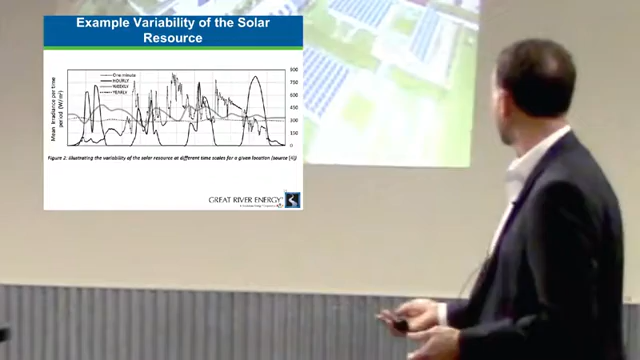 Example Variability of the Solar
Resource
One minute
HOURLY
WEEKLY
YEARLY
Mean Irradiance per time
period (W/m²)
900
750
600
450
300
150
0
Figure 2: Illustrating the variability of the solar resource at different time scales for a given location (source [4])
GREAT RIVER ENERGY